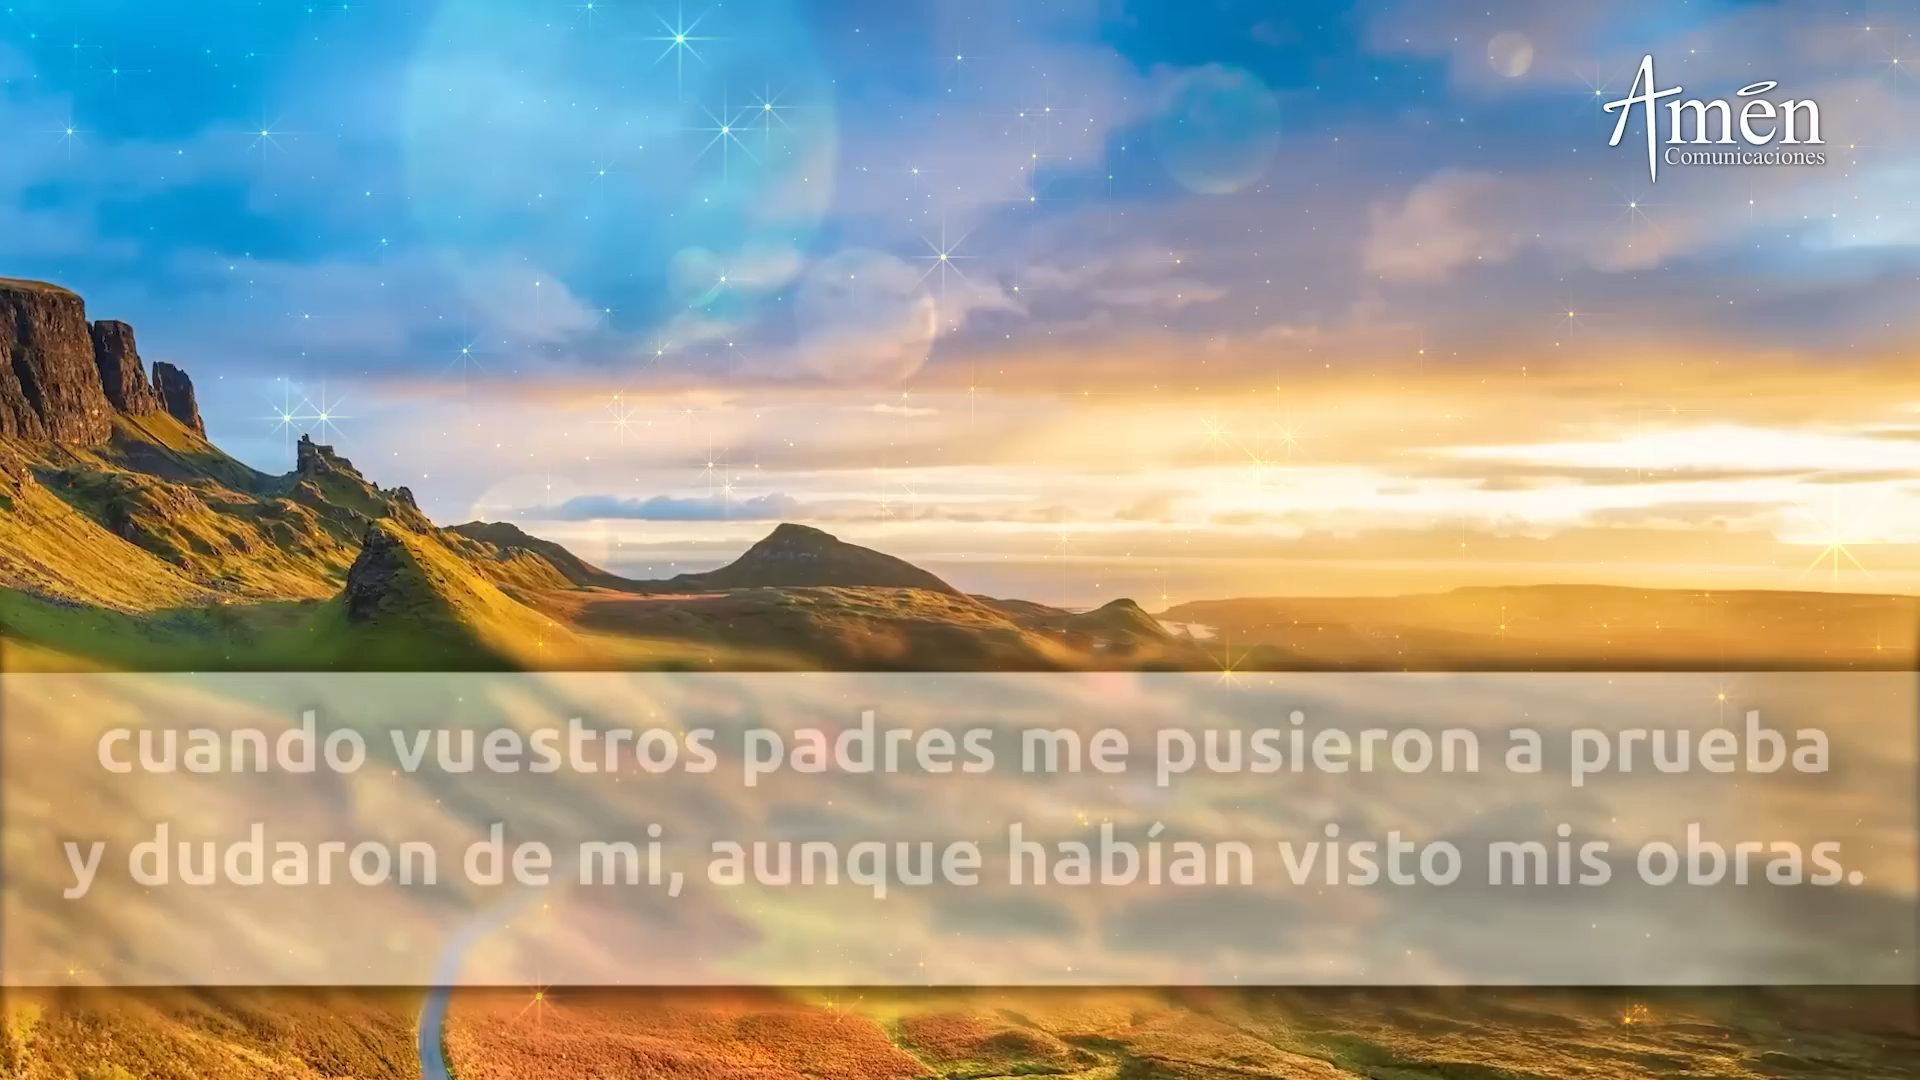 Amén
Comunicaciones
cuando vuestros padres me pusieron a prueba
y dudaron de mi, aunque habían visto mis obras.